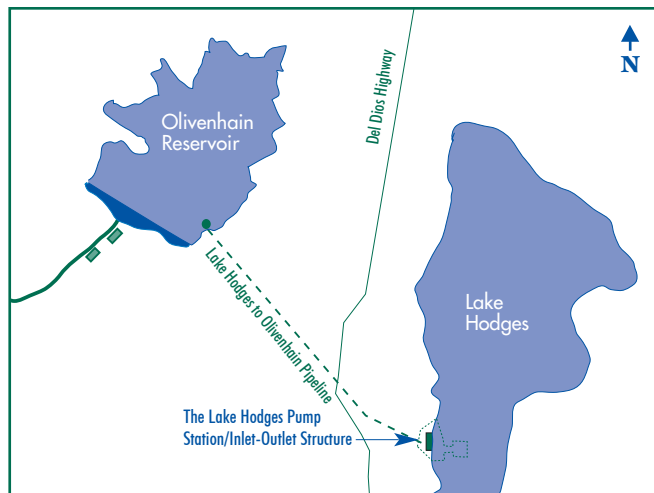 Olivenhain
Reservoir
Del Dios Highway
N
Lake Hodges to Olivenhain Pipeline
Lake
Hodges
The Lake Hodges Pump
Station/Inlet-Outlet Structure